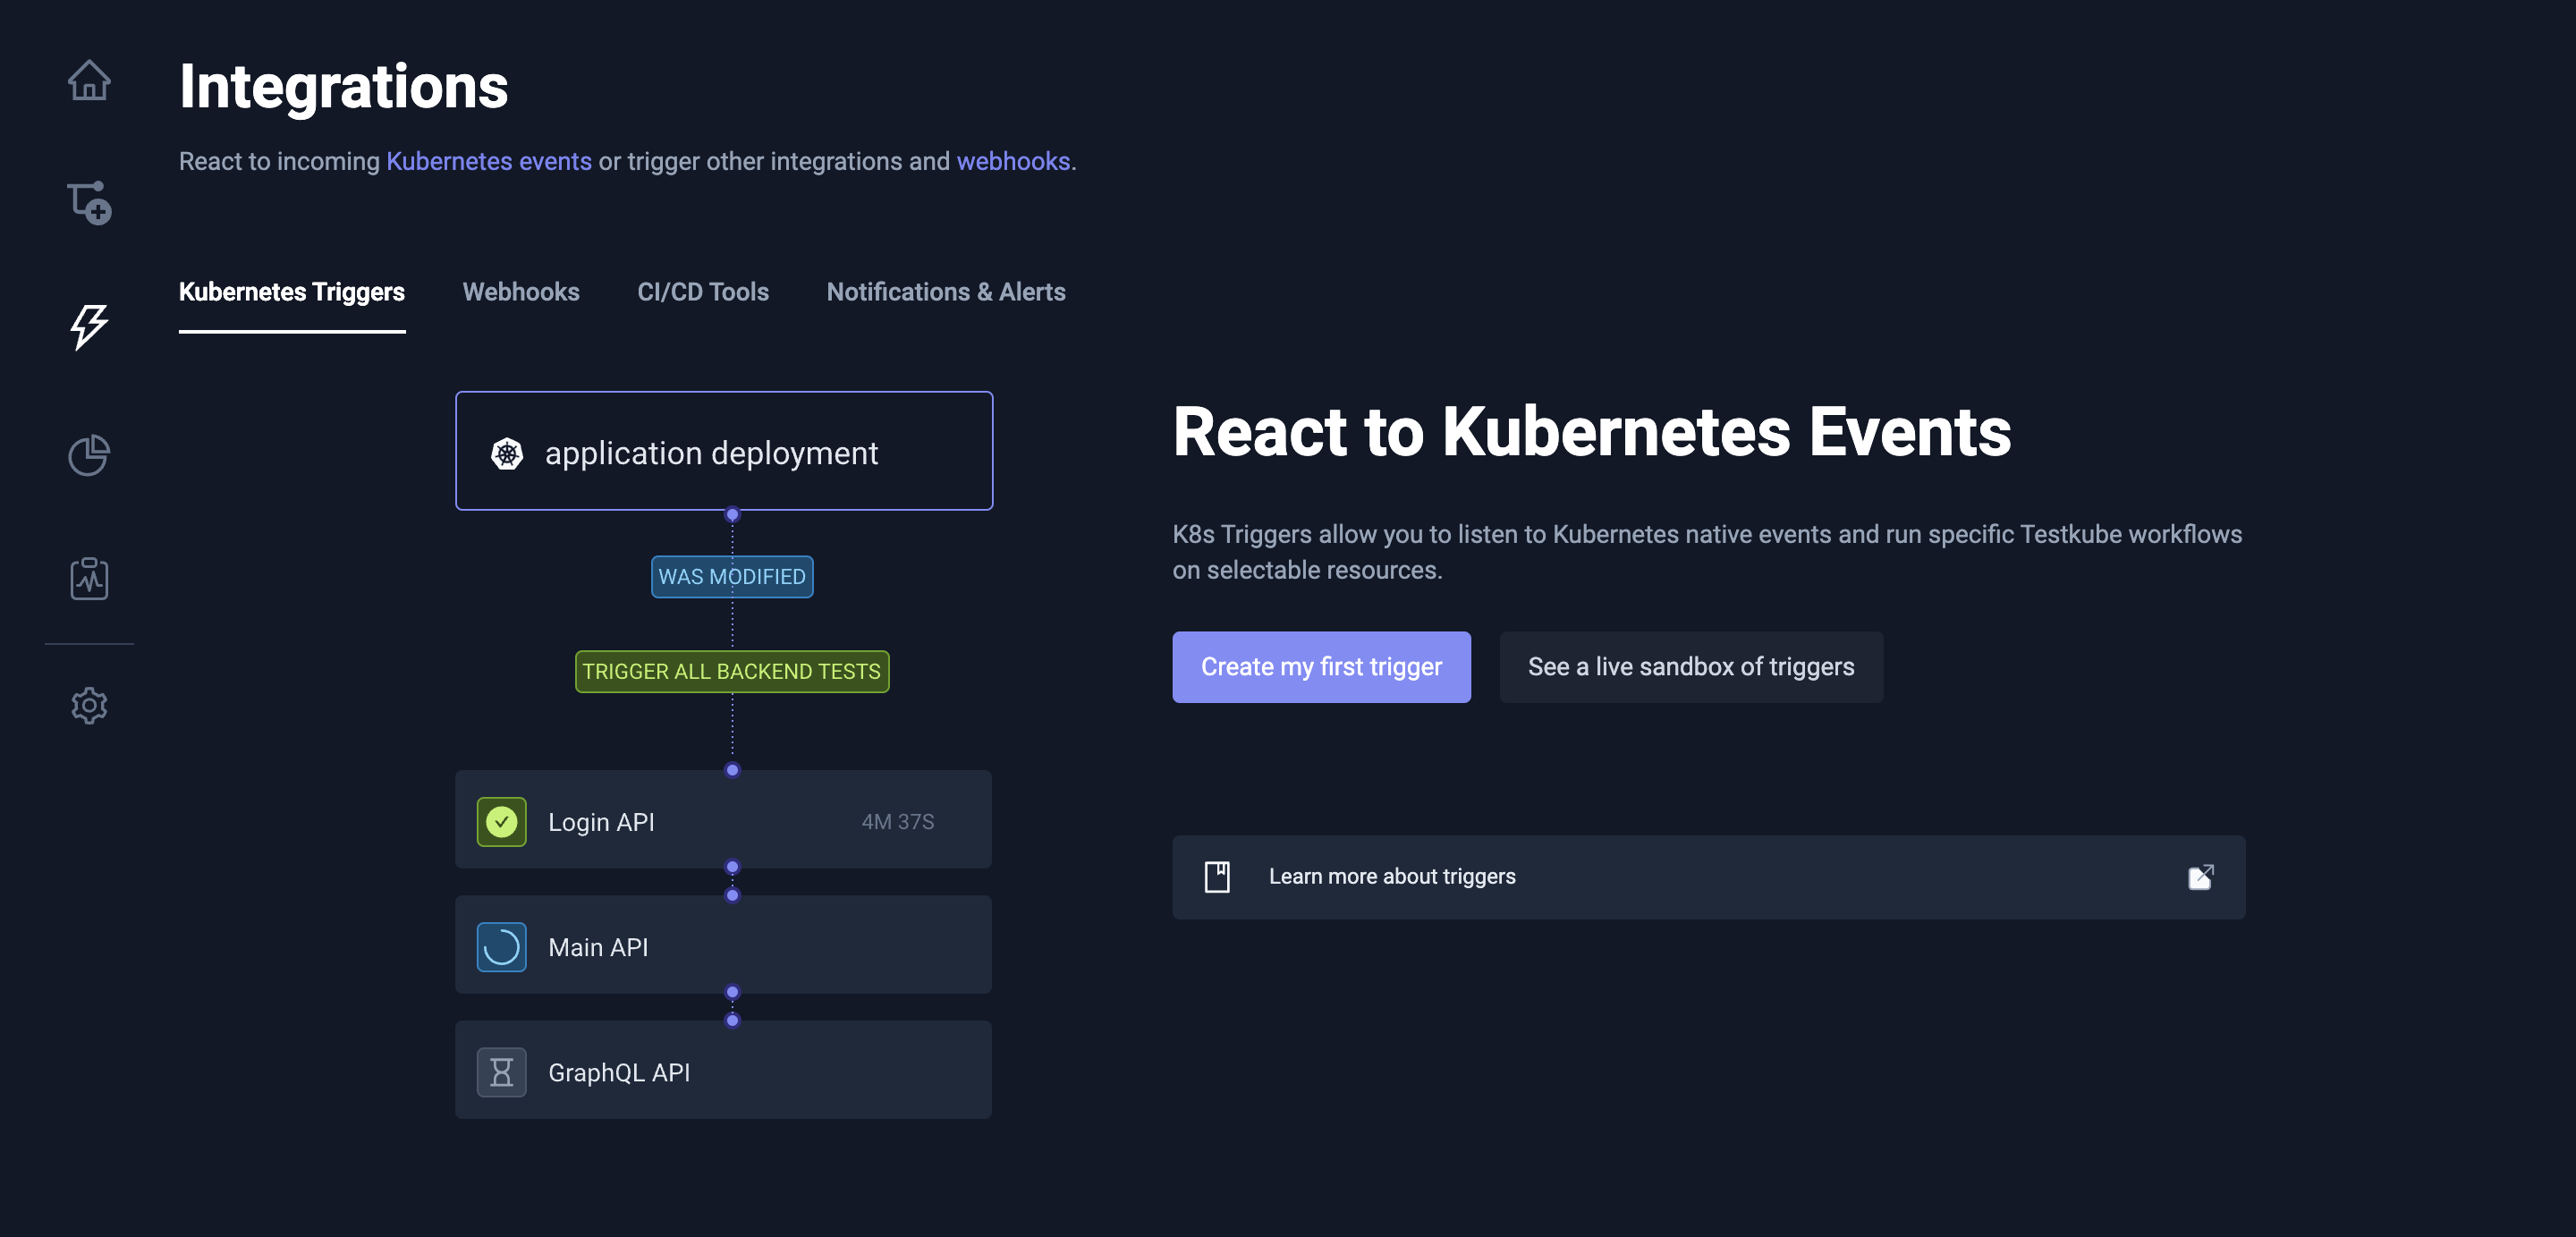 Integrations
React to incoming Kubernetes events or trigger other integrations and webhooks.
Kubernetes Triggers
Webhooks
CI/CD Tools
Notifications & Alerts
application deployment
WAS MODIFIED
TRIGGER ALL BACKEND TESTS
Login API
4M 37S
Main API
GraphQL API
React to Kubernetes Events
K8s Triggers allow you to listen to Kubernetes native events and run specific Testkube workflows
on selectable resources.
Create my first trigger
See a live sandbox of triggers
Learn more about triggers